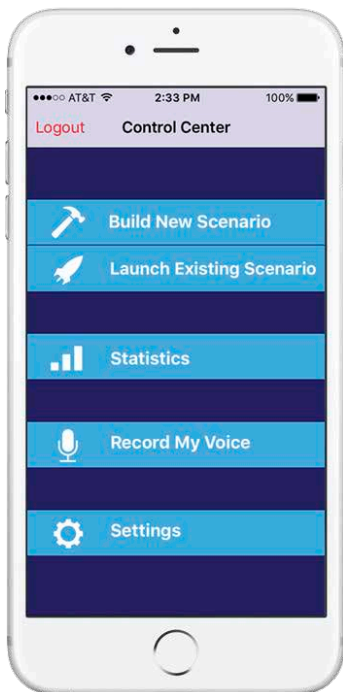 AT&T 2:33 PM 100%
Logout Control Center
Build New Scenario
Launch Existing Scenario
Statistics
Record My Voice
Settings